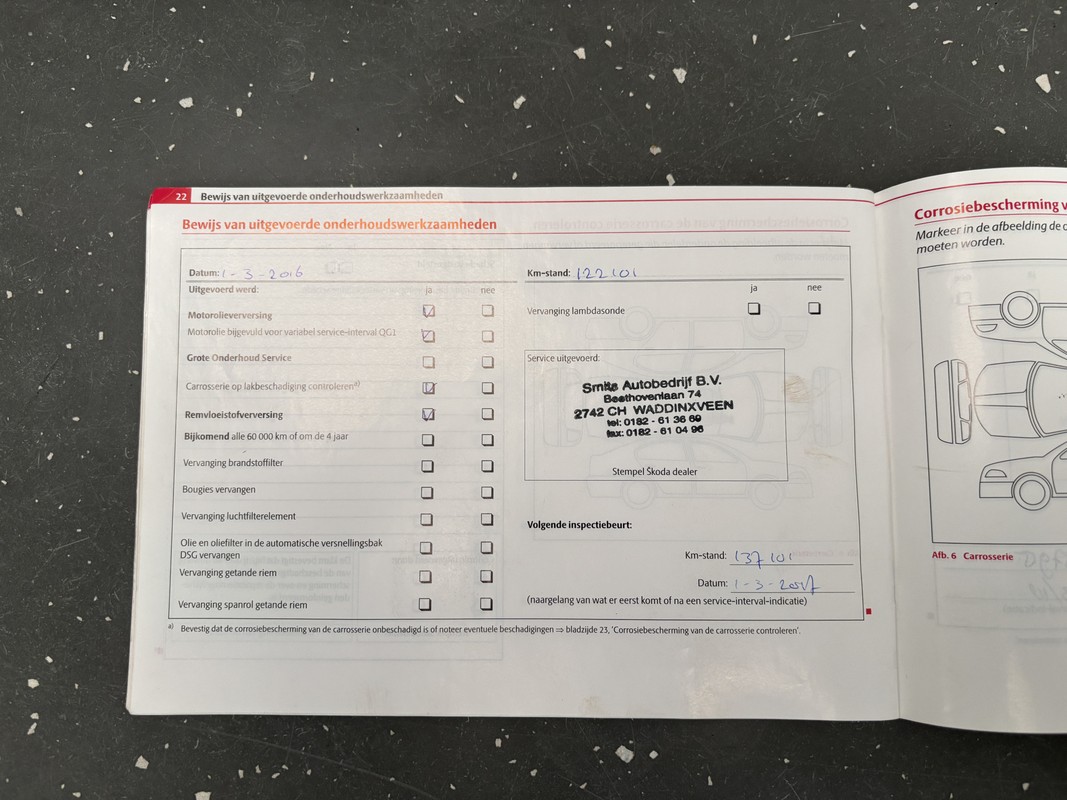 22 Bewijs van uitgevoerde onderhoudswerkzaamheden
Bewijs van uitgevoerde onderhoudswerkzaamheden
Datum: 1-3-2016
Uitgevoerd werd: ja nee
Motorolieverversing
Motorolie bijgevuld voor variabel service-interval QG1
Grote Onderhoud Service
Carrosserie op lakbeschadiging controleren a)
Remvloeistofverversing
Bijkomend alle 60 000 km of om de 4 jaar
Vervanging brandstoffilter
Bougies vervangen
Vervanging luchtfilterelement
Olie en oliefilter in de automatische versnellingsbak
DSG vervangen
Vervanging getande riem
Vervanging spanrol getande riem
Km-stand: 122101
ja nee
Vervanging lambdasonde
Service uitgevoerd:
Smits Autobedrijf B.V.
Beethovenlaan 74
2742 CH WADDINXVEEN
tel: 0182 - 61 36 69
fax: 0182 - 61 04 96
Stempel Škoda dealer
Volgende inspectiebeurt:
Km-stand: 137101
Datum: 1-3-2017
(naargelang van wat er eerst komt of na een service-interval-indicatie)
a) Bevestig dat de corrosiebescherming van de carrosserie onbeschadigd is of noteer eventuele beschadigingen ⇒ bladzijde 23, 'Corrosiebescherming van de carrosserie controleren'.
Corrosiebescherming v
Markeer in de afbeelding de
moeten worden.
Afb. 6 Carrosserie